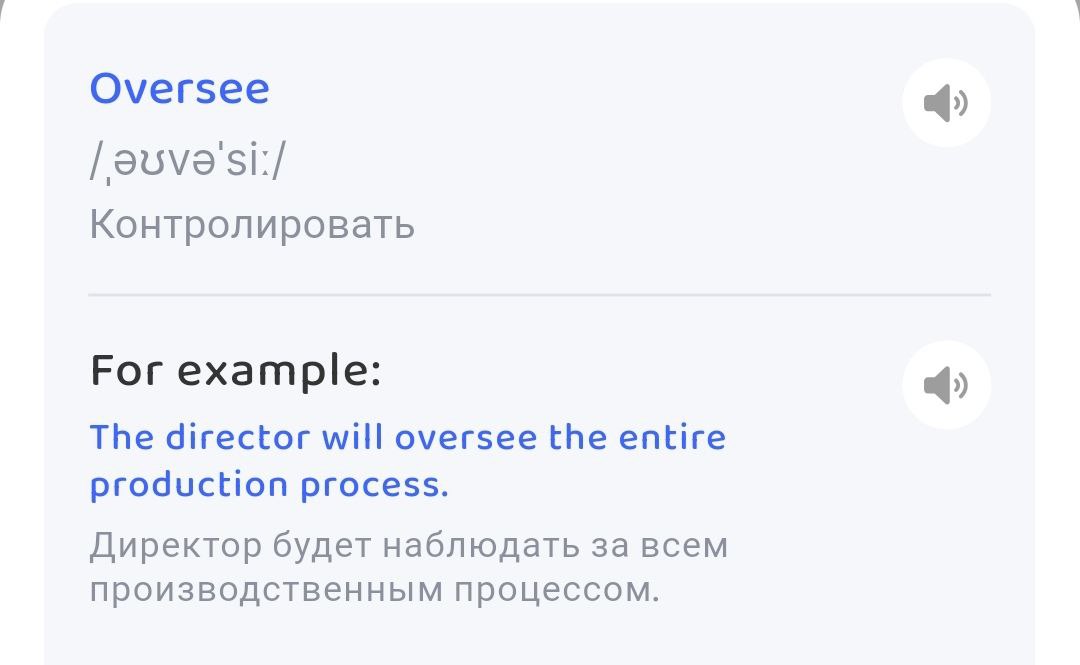 Oversee
/ˌəʊvəˈsiː/
Контролировать
For example:
The director will oversee the entire
production process.
Директор будет наблюдать за всем
производственным процессом.